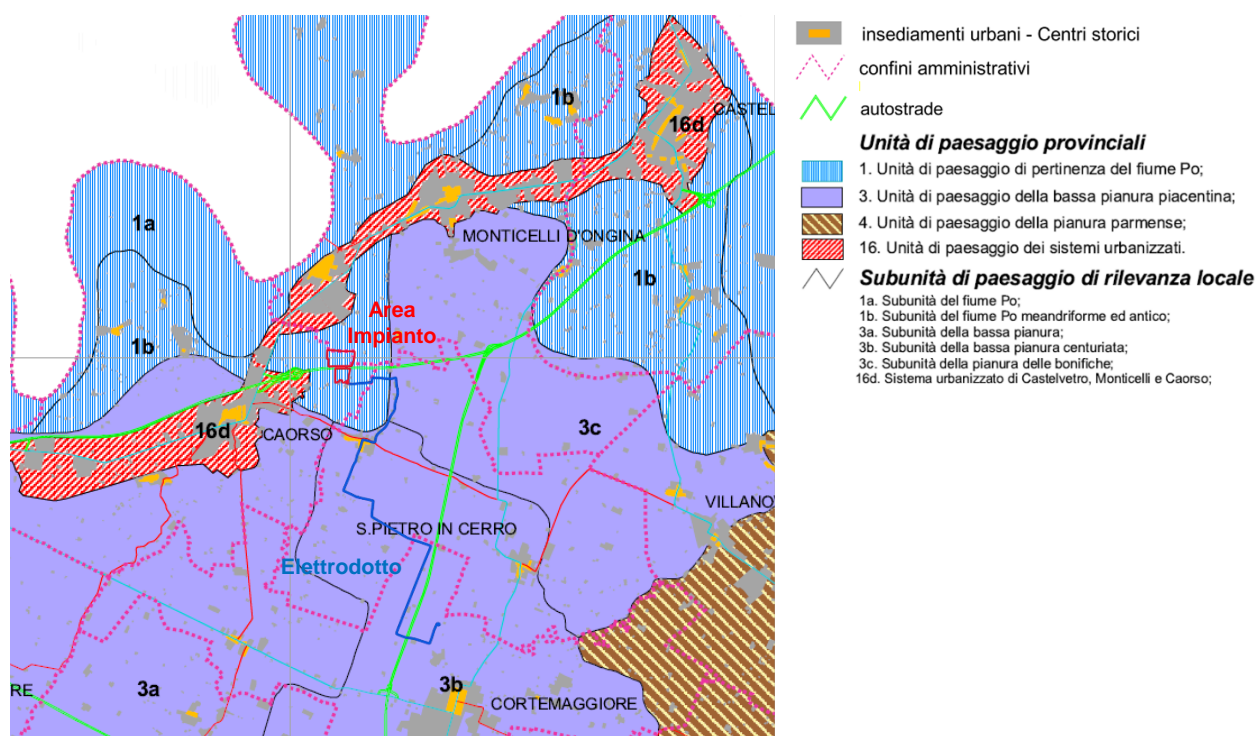 1b
CASTEL
16d
1a
MONTICELLI D'ONGINA
1b
Area
Impianto
1b
16d
CAORSO
3c
VILLANO
S.PIETRO IN CERRO
Elettrodotto
RE
3a
3b
CORTEMAGGIORE
insediamenti urbani - Centri storici
confini amministrativi
autostrade
Unità di paesaggio provinciali
1. Unità di paesaggio di pertinenza del fiume Po;
3. Unità di paesaggio della bassa pianura piacentina;
4. Unità di paesaggio della pianura parmense;
16. Unità di paesaggio dei sistemi urbanizzati.
Subunità di paesaggio di rilevanza locale
1a. Subunità del fiume Po;
1b. Subunità del fiume Po meandriforme ed antico;
3a. Subunità della bassa pianura;
3b. Subunità della bassa pianura centuriata;
3c. Subunità della pianura delle bonifiche;
16d. Sistema urbanizzato di Castelvetro, Monticelli e Caorso;